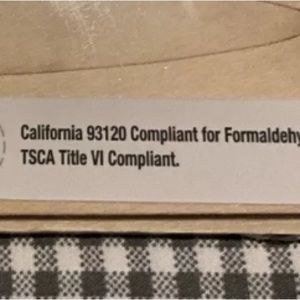 California 93120 Compliant for Formaldehy
TSCA Title VI Compliant.